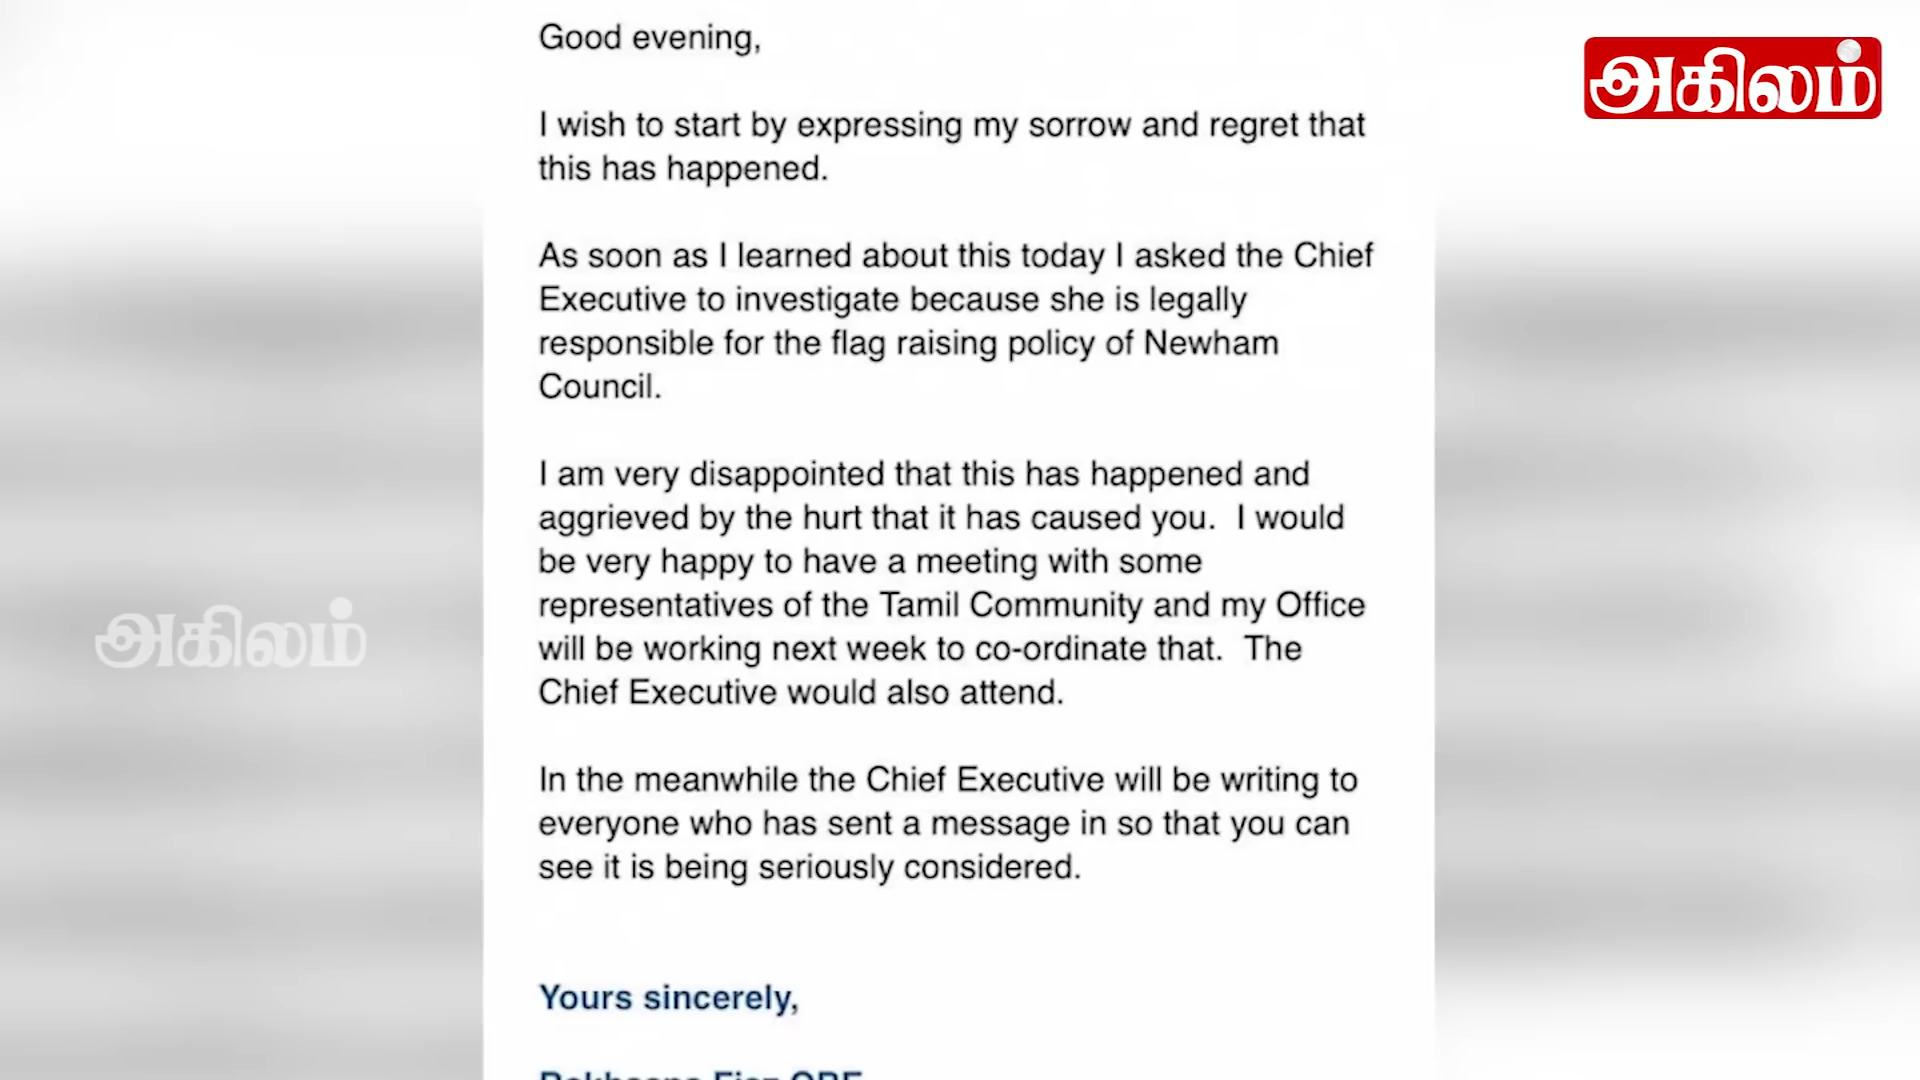 Good evening,
அகிலம்
I wish to start by expressing my sorrow and regret that
this has happened.
As soon as I learned about this today I asked the Chief
Executive to investigate because she is legally
responsible for the flag raising policy of Newham
Council.
I am very disappointed that this has happened and
aggrieved by the hurt that it has caused you. I would
be very happy to have a meeting with some
representatives of the Tamil Community and my Office
will be working next week to co-ordinate that. The
Chief Executive would also attend.
அகிலம்
In the meanwhile the Chief Executive will be writing to
everyone who has sent a message in so that you can
see it is being seriously considered.
Yours sincerely,